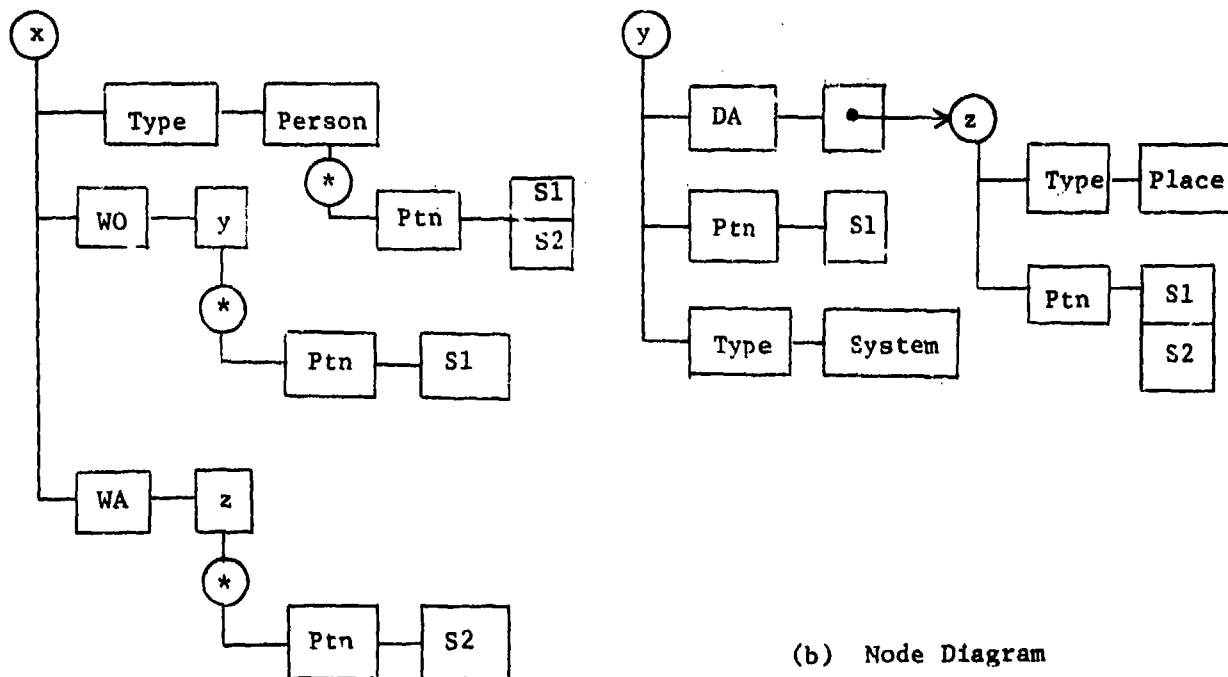 x
Type Person
*
Ptn S1
S2
WO y
*
Ptn S1
WA z
*
Ptn S2
y
DA z
Type Place
Ptn S1
Ptn S1
S2
Type System
(b) Node Diagram